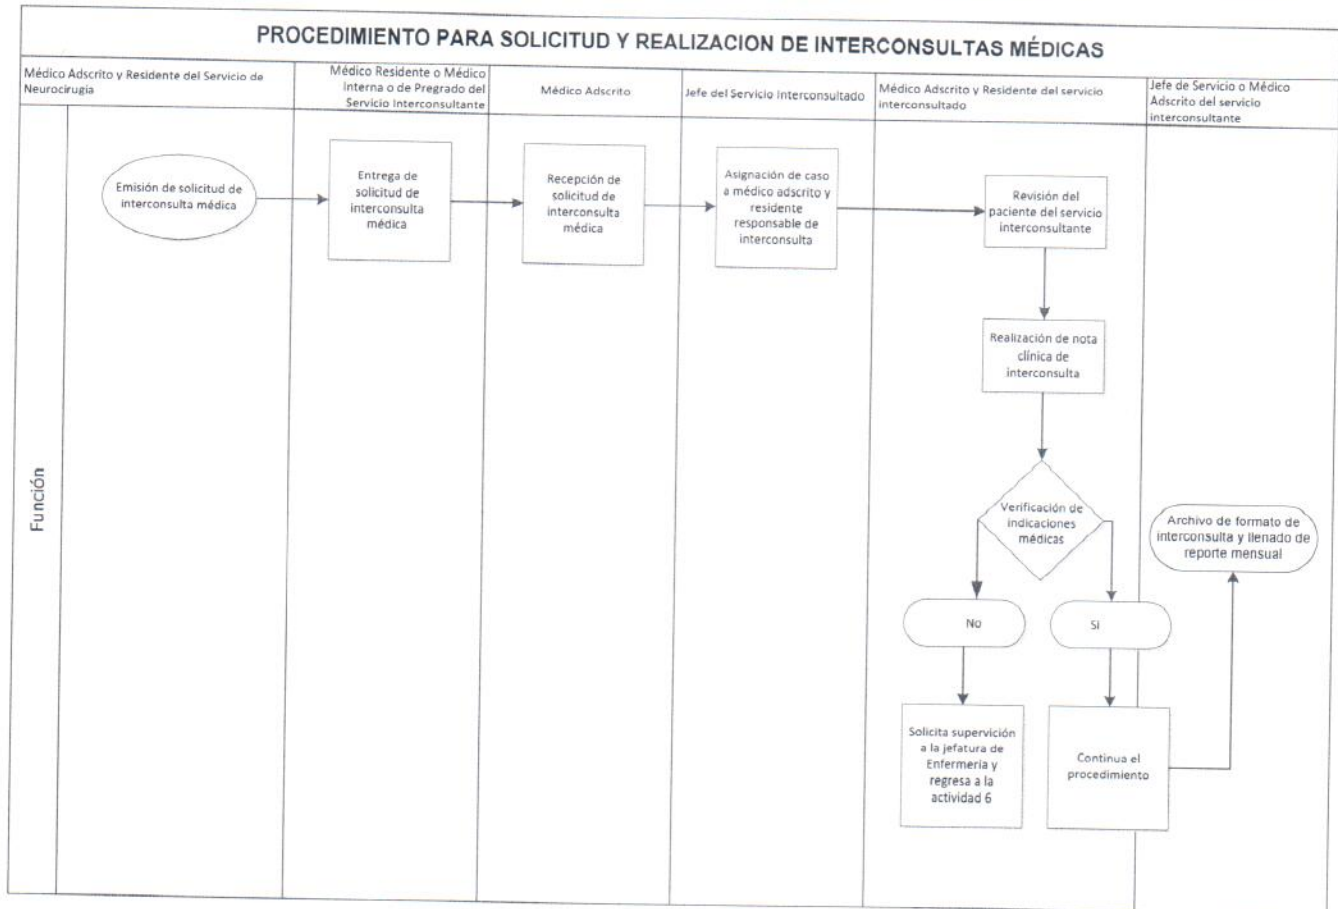 PROCEDIMIENTO PARA SOLICITUD Y REALIZACION DE INTERCONSULTAS MÉDICAS
Médico Adscrito y Residente del Servicio de
Neurocirugia
Médico Residente o Médico
Interna o de Pregrado del
Servicio Interconsultante
Médico Adscrito
Jefe del Servicio Interconsultado
Médico Adscrito y Residente del servicio
interconsultado
Jefe de Servicio o Médico
Adscrito del servicio
interconsultante
Función
Emisión de solicitud de
interconsulta médica
Entrega de
solicitud de
interconsulta
médica
Recepción de
solicitud de
interconsulta
médica
Asignación de caso
a médico adscrito y
residente
responsable de
interconsulta
Revisión del
paciente del servicio
interconsultante
Realización de nota
clínica de
interconsulta
Verificación de
indicaciones
médicas
No
Si
Solicita supervición
a la jefatura de
Enfermería y
regresa a la
actividad 6
Continua el
procedimiento
Archivo de formato de
interconsulta y llenado de
reporte mensual